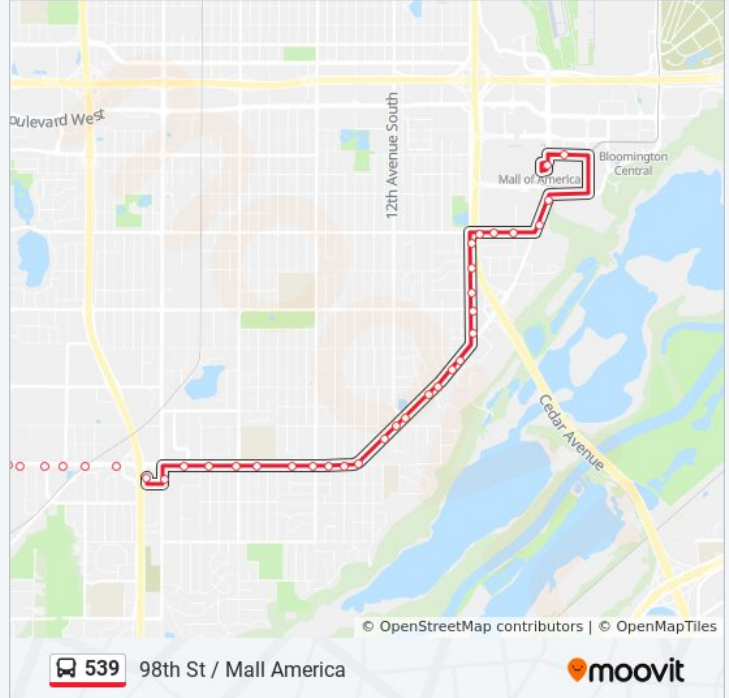 oulevard West
12th Avenue South
Bloomington
Central
Mall of America
Cedar Avenue
© OpenStreetMap contributors | © OpenMapTiles
539 98th St / Mall America
moovit